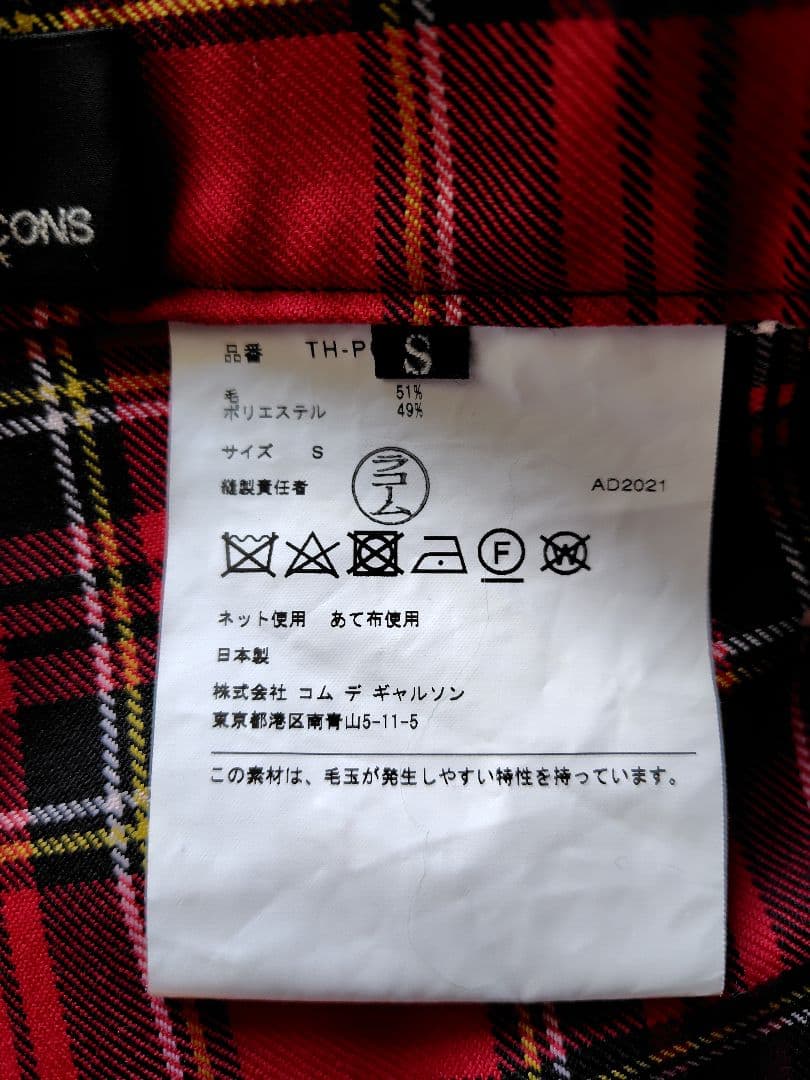 CONS
品番 TH-P
S
毛 51%
ポリエステル 49%
サイズ S
縫製責任者 ラコーム AD2021
F W
ネット使用 あて布使用
日本製
株式会社 コム デ ギャルソン
東京都港区南青山5-11-5
この素材は、毛玉が発生しやすい特性を持っています。